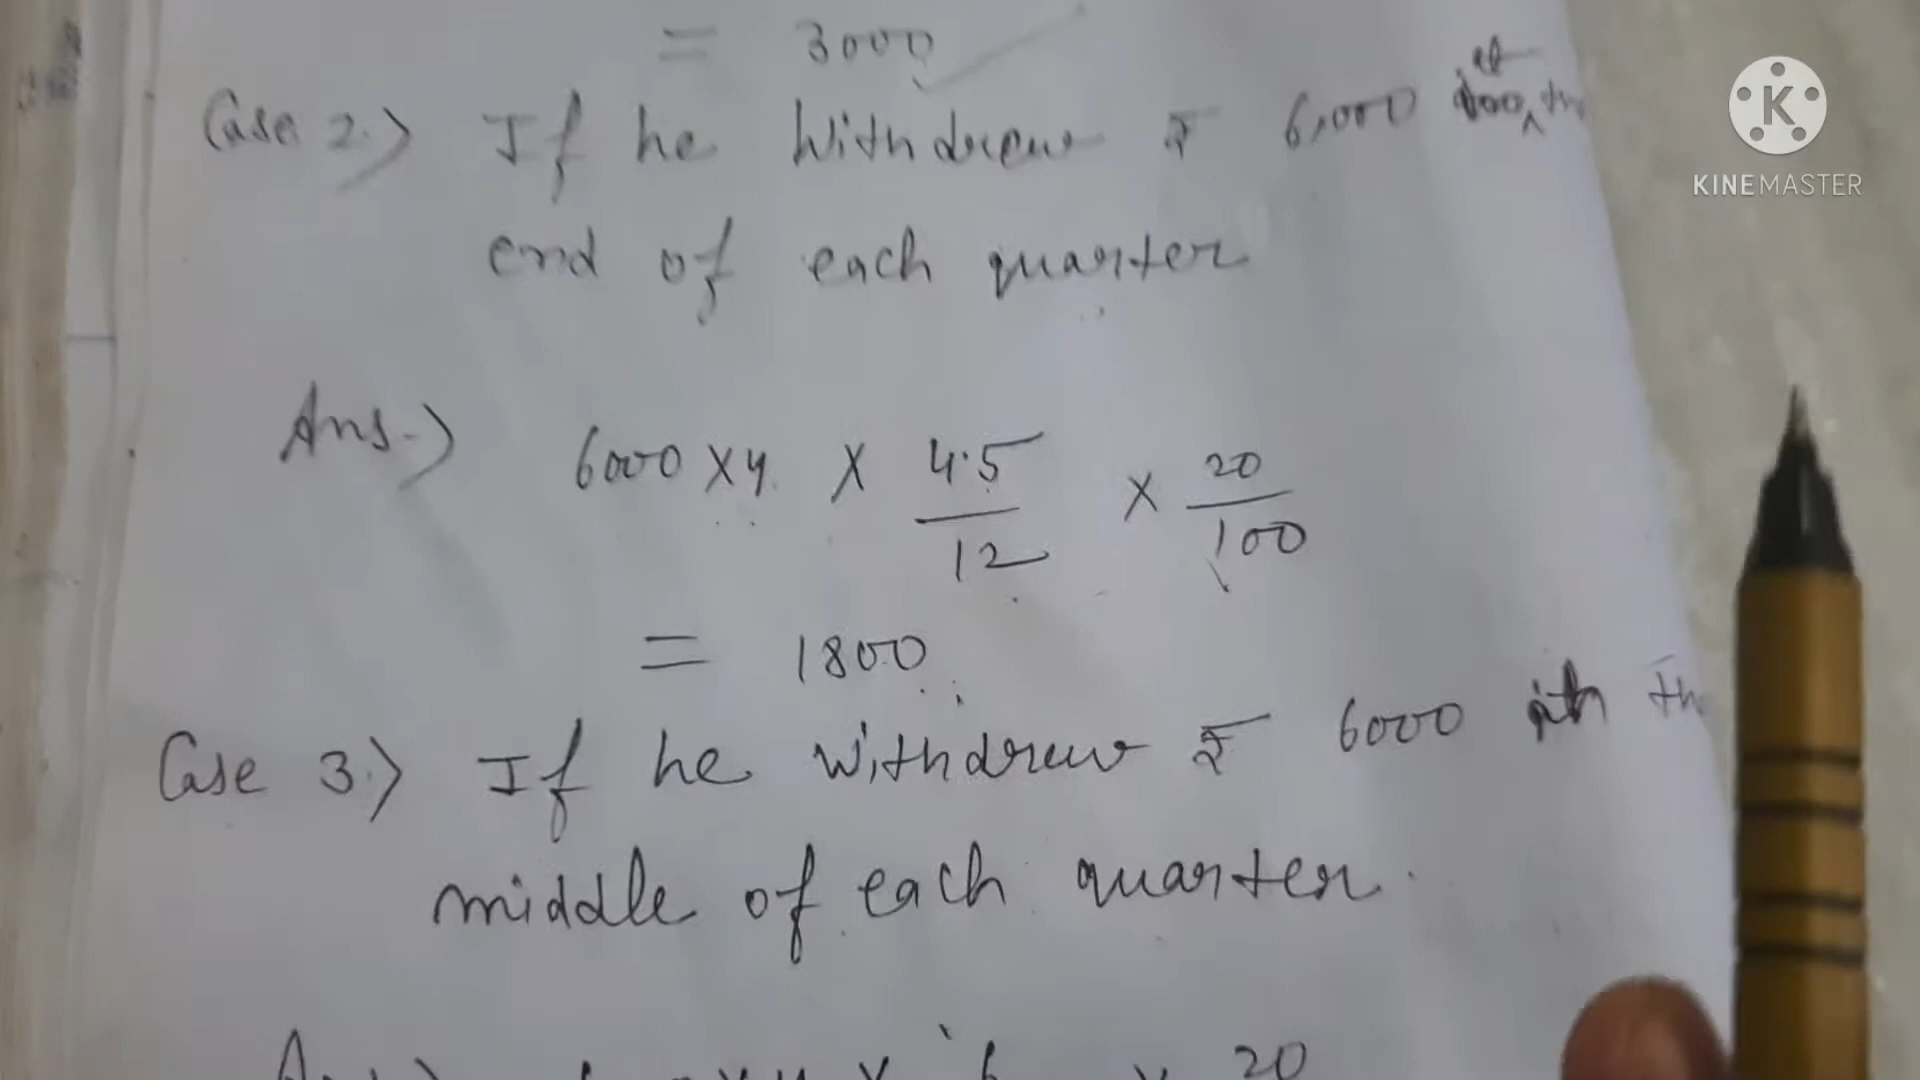 = 3000
Case 2.) If he withdrew ₹ 6,000 at the
end of each quarter
Ans.) 6000 x 4 x 4.5/12 x 20/100
= 1800
Case 3.) If he withdrew ₹ 6000 in the
middle of each quarter.
20
K
KINEMASTER